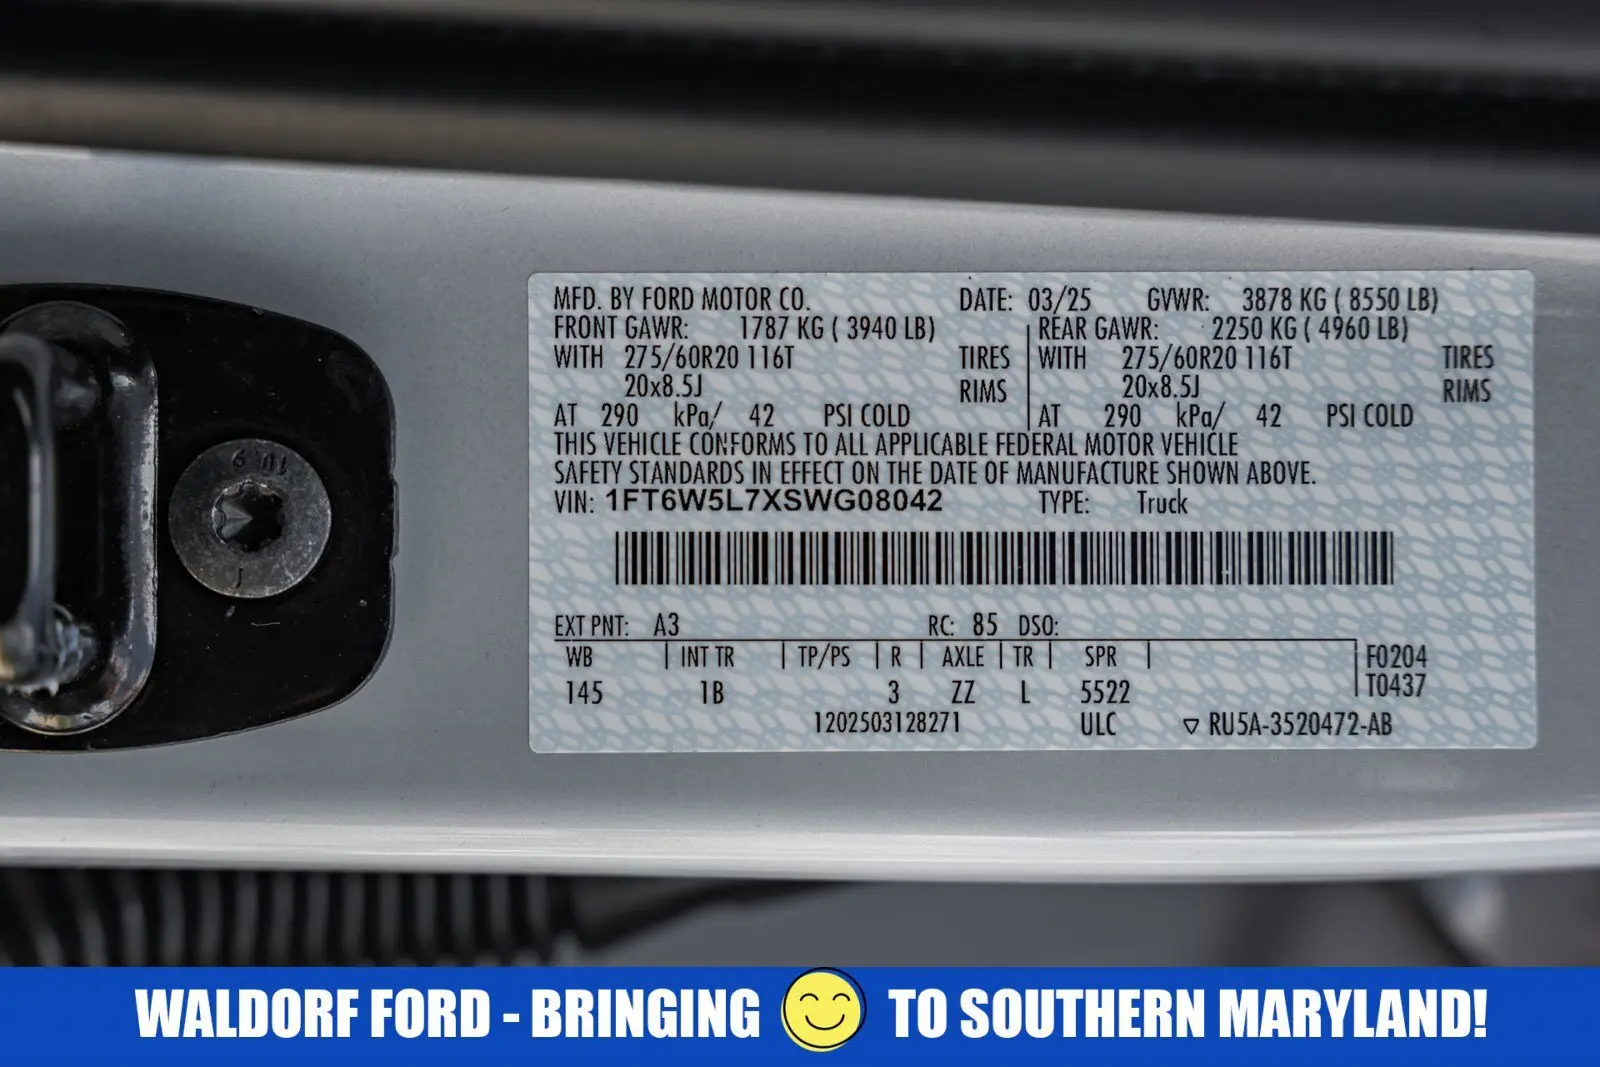 MFD. BY FORD MOTOR CO. DATE: 03/25 GVWR: 3878 KG ( 8550 LB)
FRONT GAWR: 1787 KG ( 3940 LB) REAR GAWR: 2250 KG ( 4960 LB)
WITH 275/60R20 116T TIRES WITH 275/60R20 116T TIRES
20x8.5J RIMS 20x8.5J RIMS
AT 290 kPa/ 42 PSI COLD AT 290 kPa/ 42 PSI COLD
THIS VEHICLE CONFORMS TO ALL APPLICABLE FEDERAL MOTOR VEHICLE
SAFETY STANDARDS IN EFFECT ON THE DATE OF MANUFACTURE SHOWN ABOVE.
VIN: 1FT6W5L7XSWG08042 TYPE: Truck
EXT PNT: A3 RC: 85 DSO:
WB INT TR TP/PS R AXLE TR SPR F0204
145 1B 3 ZZ L 5522 T0437
1202503128271 ULC ▽ RU5A-3520472-AB
10.9
J
WALDORF FORD - BRINGING TO SOUTHERN MARYLAND!